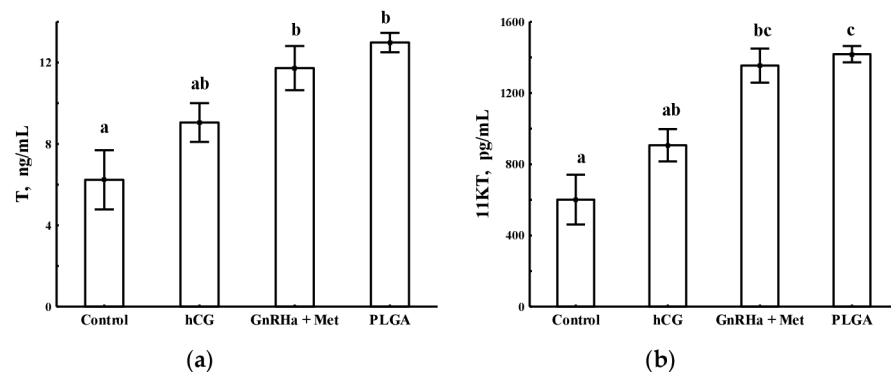 b
b
12
ab
T, ng/mL
8
a
4
0
Control hCG GnRHa + Met PLGA
(a)
1600
bc
c
1200
ab
11KT, pg/mL
800
a
400
0
Control hCG GnRHa + Met PLGA
(b)